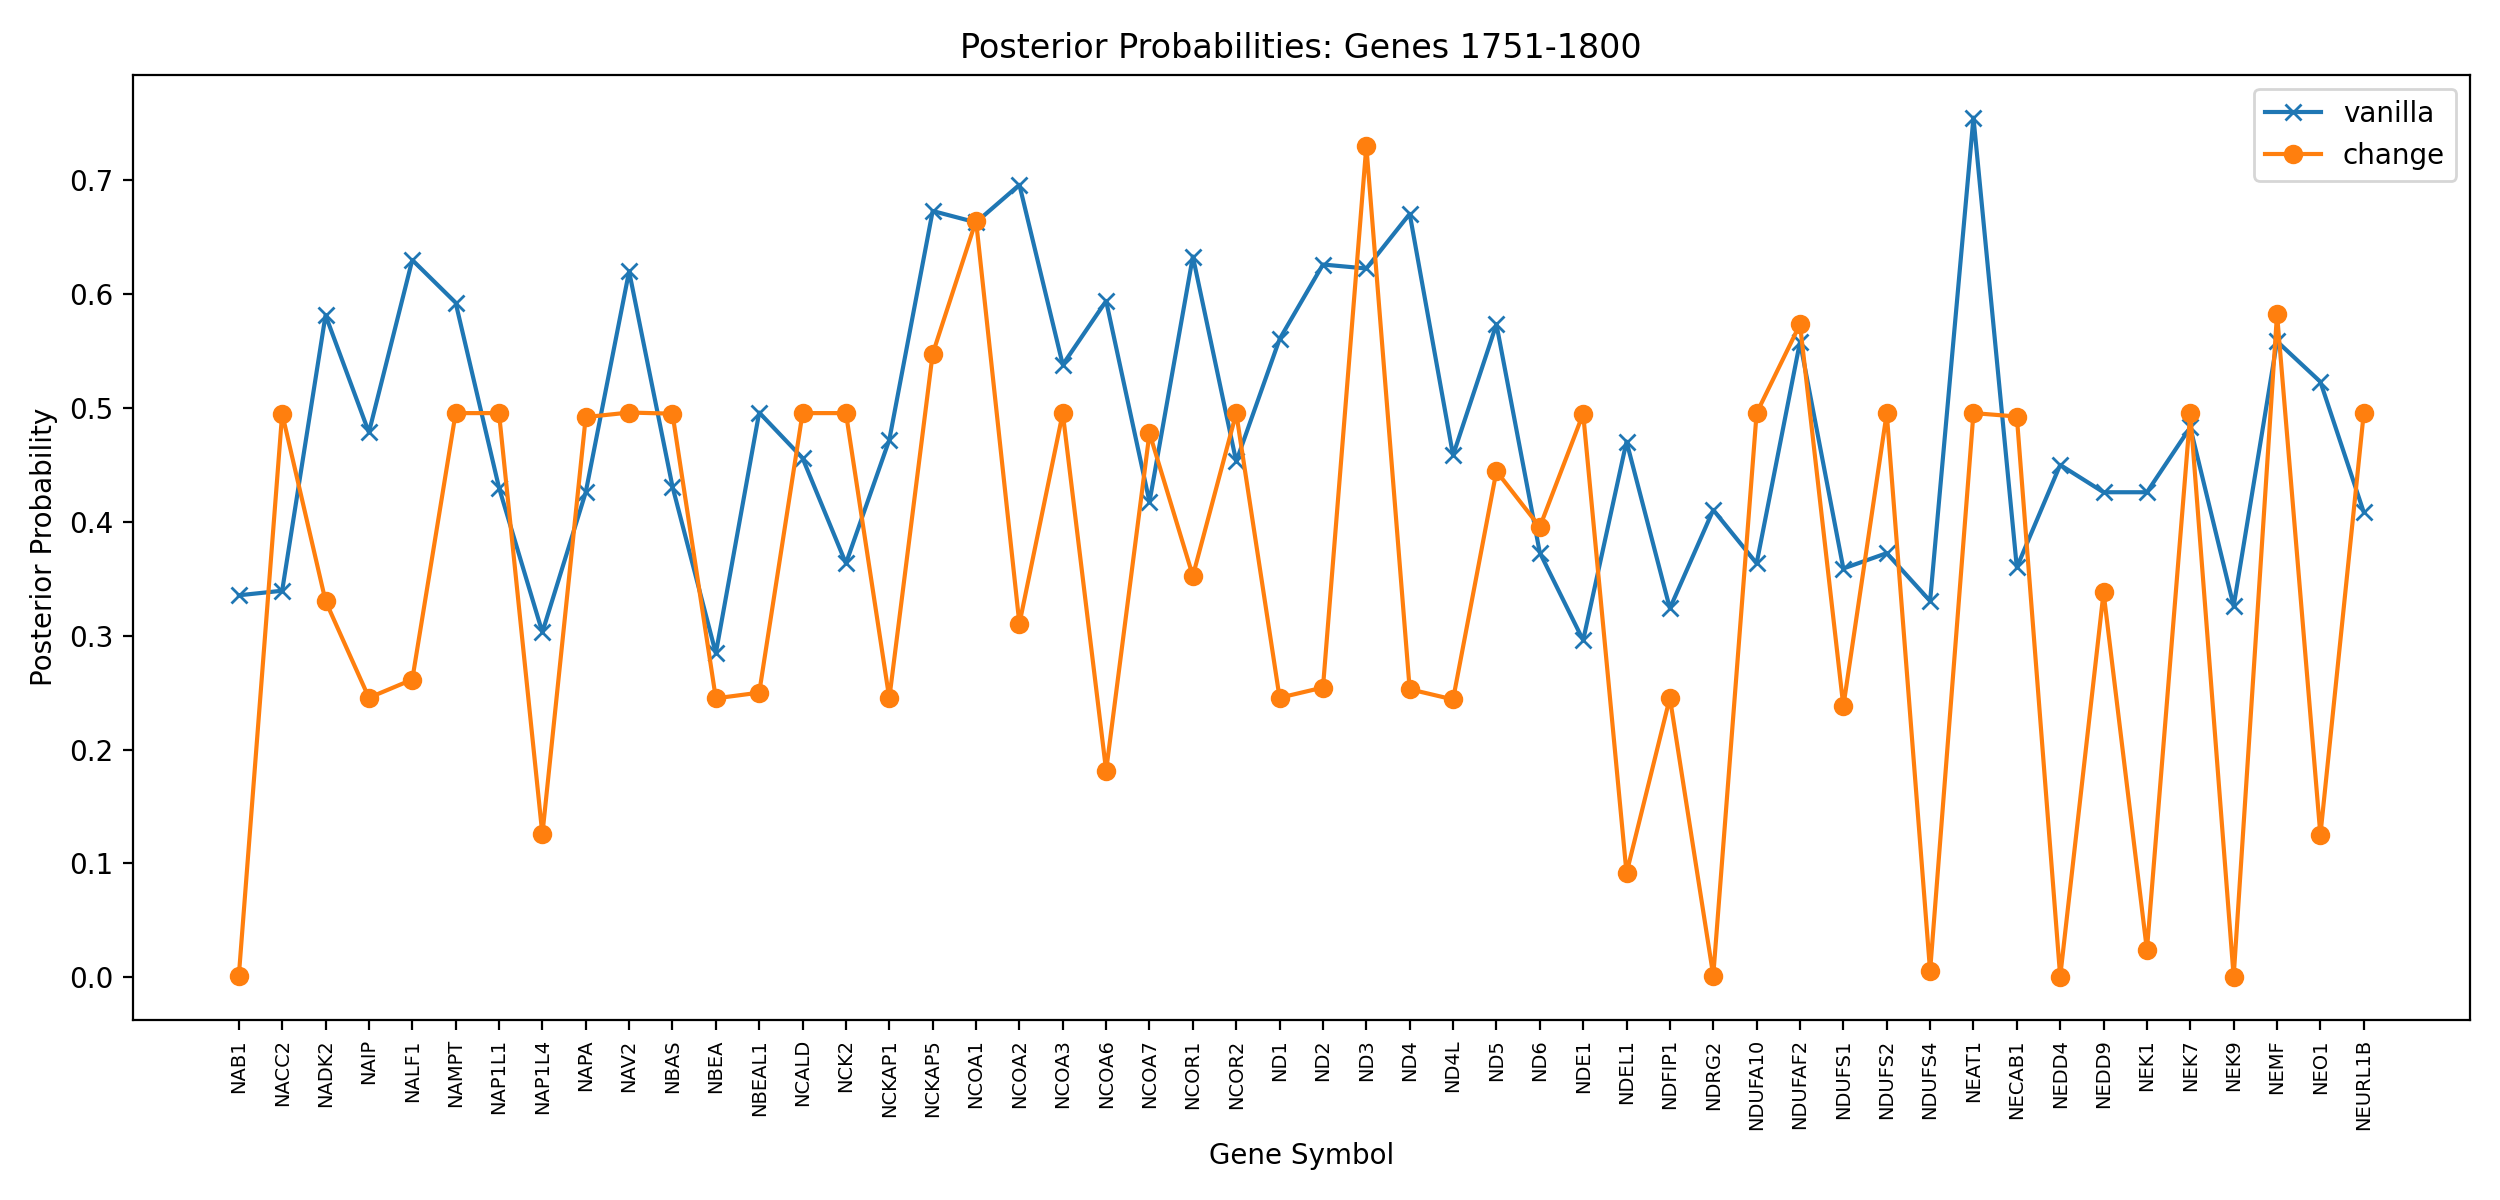 Posterior Probabilities: Genes 1751-1800
vanilla
change
Posterior Probability
0.7
0.6
0.5
0.4
0.3
0.2
0.1
0.0
NAB1
NACC2
NADK2
NAIP
NALF1
NAMPT
NAP1L1
NAP1L4
NAPA
NAV2
NBAS
NBEA
NBEAL1
NCALD
NCK2
NCKAP1
NCKAP5
NCOA1
NCOA2
NCOA3
NCOA6
NCOA7
NCOR1
NCOR2
ND1
ND2
ND3
ND4
ND4L
ND5
ND6
NDE1
NDEL1
NDFIP1
NDRG2
NDUFA10
NDUFAF2
NDUFS1
NDUFS2
NDUFS4
NEAT1
NECAB1
NEDD4
NEDD9
NEK1
NEK7
NEK9
NEMF
NEO1
NEURL1B
Gene Symbol